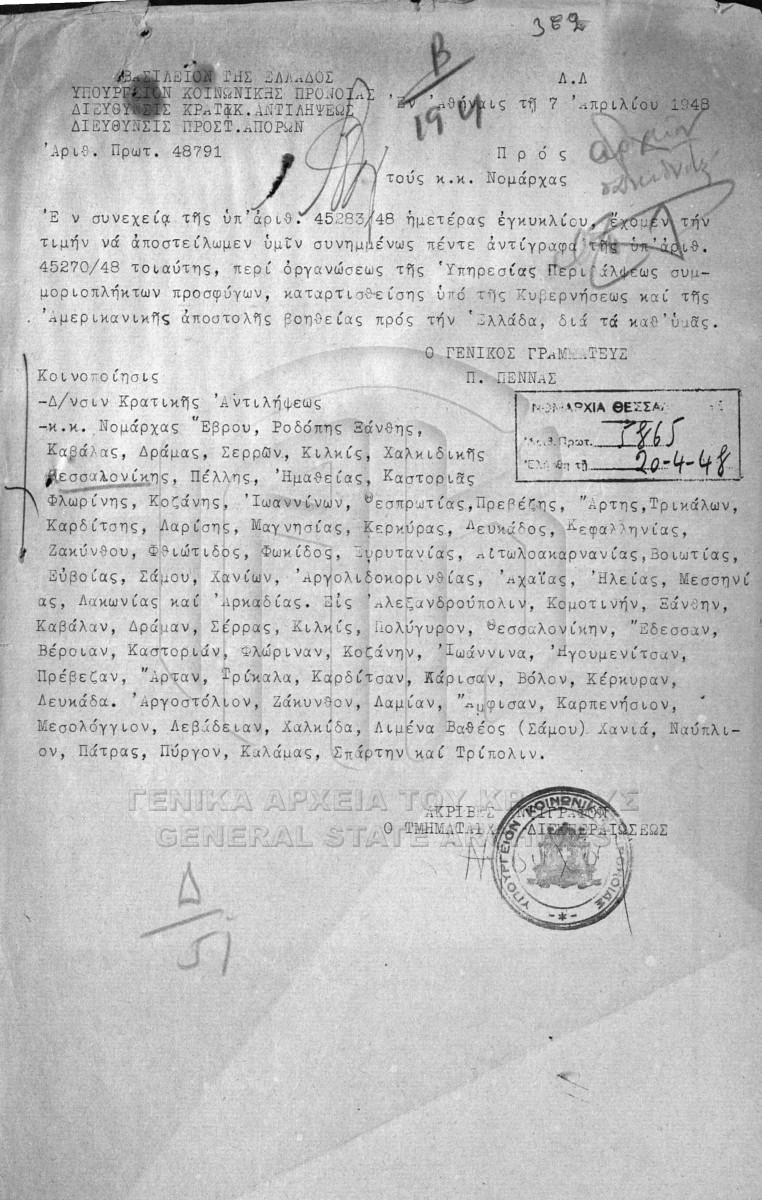 382
ΒΑΣΙΛΕΙΟΝ ΤΗΣ ΕΛΛΑΔΟΣ
Λ.Λ
ΥΠΟΥΡΓΕΙΟΝ ΚΟΙΝΩΝΙΚΗΣ ΠΡΟΝΟΙΑΣ
Ἐν Ἀθήναις τῇ 7 Ἀπριλίου 1948
ΔΙΕΥΘΥΝΣΙΣ ΚΡΑΤΙΚ.ΑΝΤΙΛΗΨΕΩΣ
ΔΙΕΥΘΥΝΣΙΣ ΠΡΟΣΤ.ΑΠΟΡΩΝ
Β/
Ἀριθ. Πρωτ. 48791
Πρός
τούς κ.κ. Νομάρχας
Ἐ ν συνεχείᾳ τῆς ὑπ'ἀριθ. 45283/48 ἡμετέρας ἐγκυκλίου, ἔχομεν τήν
τιμήν νά ἀποστείλωμεν ὑμῖν συνημμένως πέντε ἀντίγραφα τῆς ὑπ'ἀριθ.
45270/48 τοιαύτης, περί ὀργανώσεως τῆς Ὑπηρεσίας Περιθάλψεως συμ-
μοριοπλήκτων προσφύγων, καταρτισθείσης ὑπό τῆς Κυβερνήσεως καί τῆς
Ἀμερικανικῆς ἀποστολῆς βοηθείας πρός τήν Ἑλλάδα, διά τά καθ'ὑμᾶς.
Ο ΓΕΝΙΚΟΣ ΓΡΑΜΜΑΤΕΥΣ
Κοινοποίησις
Π. ΠΕΝΝΑΣ
-Δ/νσιν Κρατικῆς Ἀντιλήψεως
ΝΟΜΑΡΧΙΑ ΘΕΣΣΑΛ
-κ.κ. Νομάρχας Ἔβρου, Ροδόπης Ξάνθης,
Ἀριθ. Πρωτ. 5865
Καβάλας, Δράμας, Σερρῶν, Κιλκίς, Χαλκιδικῆς
Ἐλήφθη τῇ 20-4-48
Θεσσαλονίκης, Πέλλης, Ἠμαθείας, Καστοριᾶς
Φλωρίνης, Κοζάνης, Ἰωαννίνων, Θεσπρωτίας,Πρεβέζης, Ἄρτης,Τρικάλων,
Καρδίτσης, Λαρίσης, Μαγνησίας, Κερκύρας, Λευκάδος, Κεφαλληνίας,
Ζακύνθου, Φθιώτιδος, Φωκίδος, Εὐρυτανίας, Αἰτωλοακαρνανίας,Βοιωτίας,
Εὐβοίας, Σάμου, Χανίων, Ἀργολιδοκορινθίας, Ἀχαΐας, Ἠλείας, Μεσσηνί
ας, Λακωνίας καί Ἀρκαδίας. Εἰς Ἀλεξανδρούπολιν, Κομοτινήν, Ξάνθην,
Καβάλαν, Δράμαν, Σέρρας, Κιλκίς, Πολύγυρον, Θεσσαλονίκην, Ἔδεσσαν,
Βέροιαν, Καστοριάν, Φλώριναν, Κοζάνην, Ἰωάννινα, Ἡγουμενίτσαν,
Πρέβεζαν, Ἄρταν, Τρίκαλα, Καρδίτσαν, Λάρισαν, Βόλον, Κέρκυραν,
Λευκάδα. Ἀργοστόλιον, Ζάκυνθον, Λαμίαν, Ἄμφισαν, Καρπενήσιον,
Μεσολόγγιον, Λεβάδειαν, Χαλκίδα, Λιμένα Βαθέος (Σάμου) Χανιά, Ναύπλι-
ον, Πάτρας, Πύργον, Καλάμας, Σπάρτην καί Τρίπολιν.
ΓΕΝΙΚΑ ΑΡΧΕΙΑ ΤΟΥ ΚΡΑΤΟΥΣ
GENERAL STATE ARCHIVES
ΑΚΡΙΒΕΣ ΑΝΤΙΓΡΑΦΟΝ
Ο ΤΜΗΜΑΤΑΡΧΗΣ ΔΙΕΚΠΕΡΑΙΩΣΕΩΣ
ΥΠΟΥΡΓΕΙΟΝ ΚΟΙΝΩΝΙΚΗΣ ΠΡΟΝΟΙΑΣ
Δ/